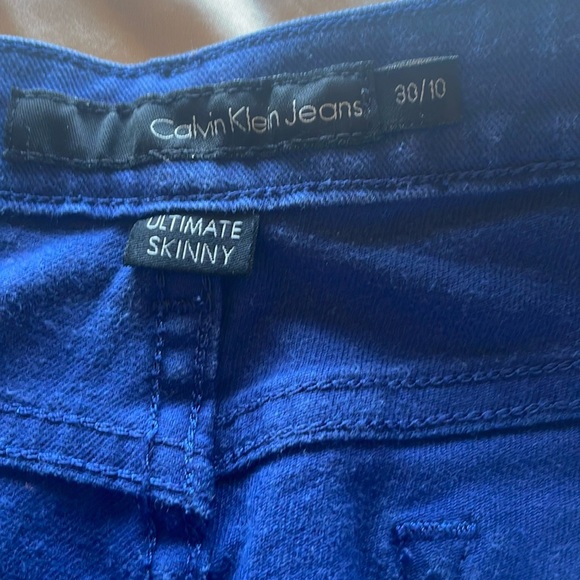 Calvin Klein Jeans 30/10
ULTIMATE
SKINNY